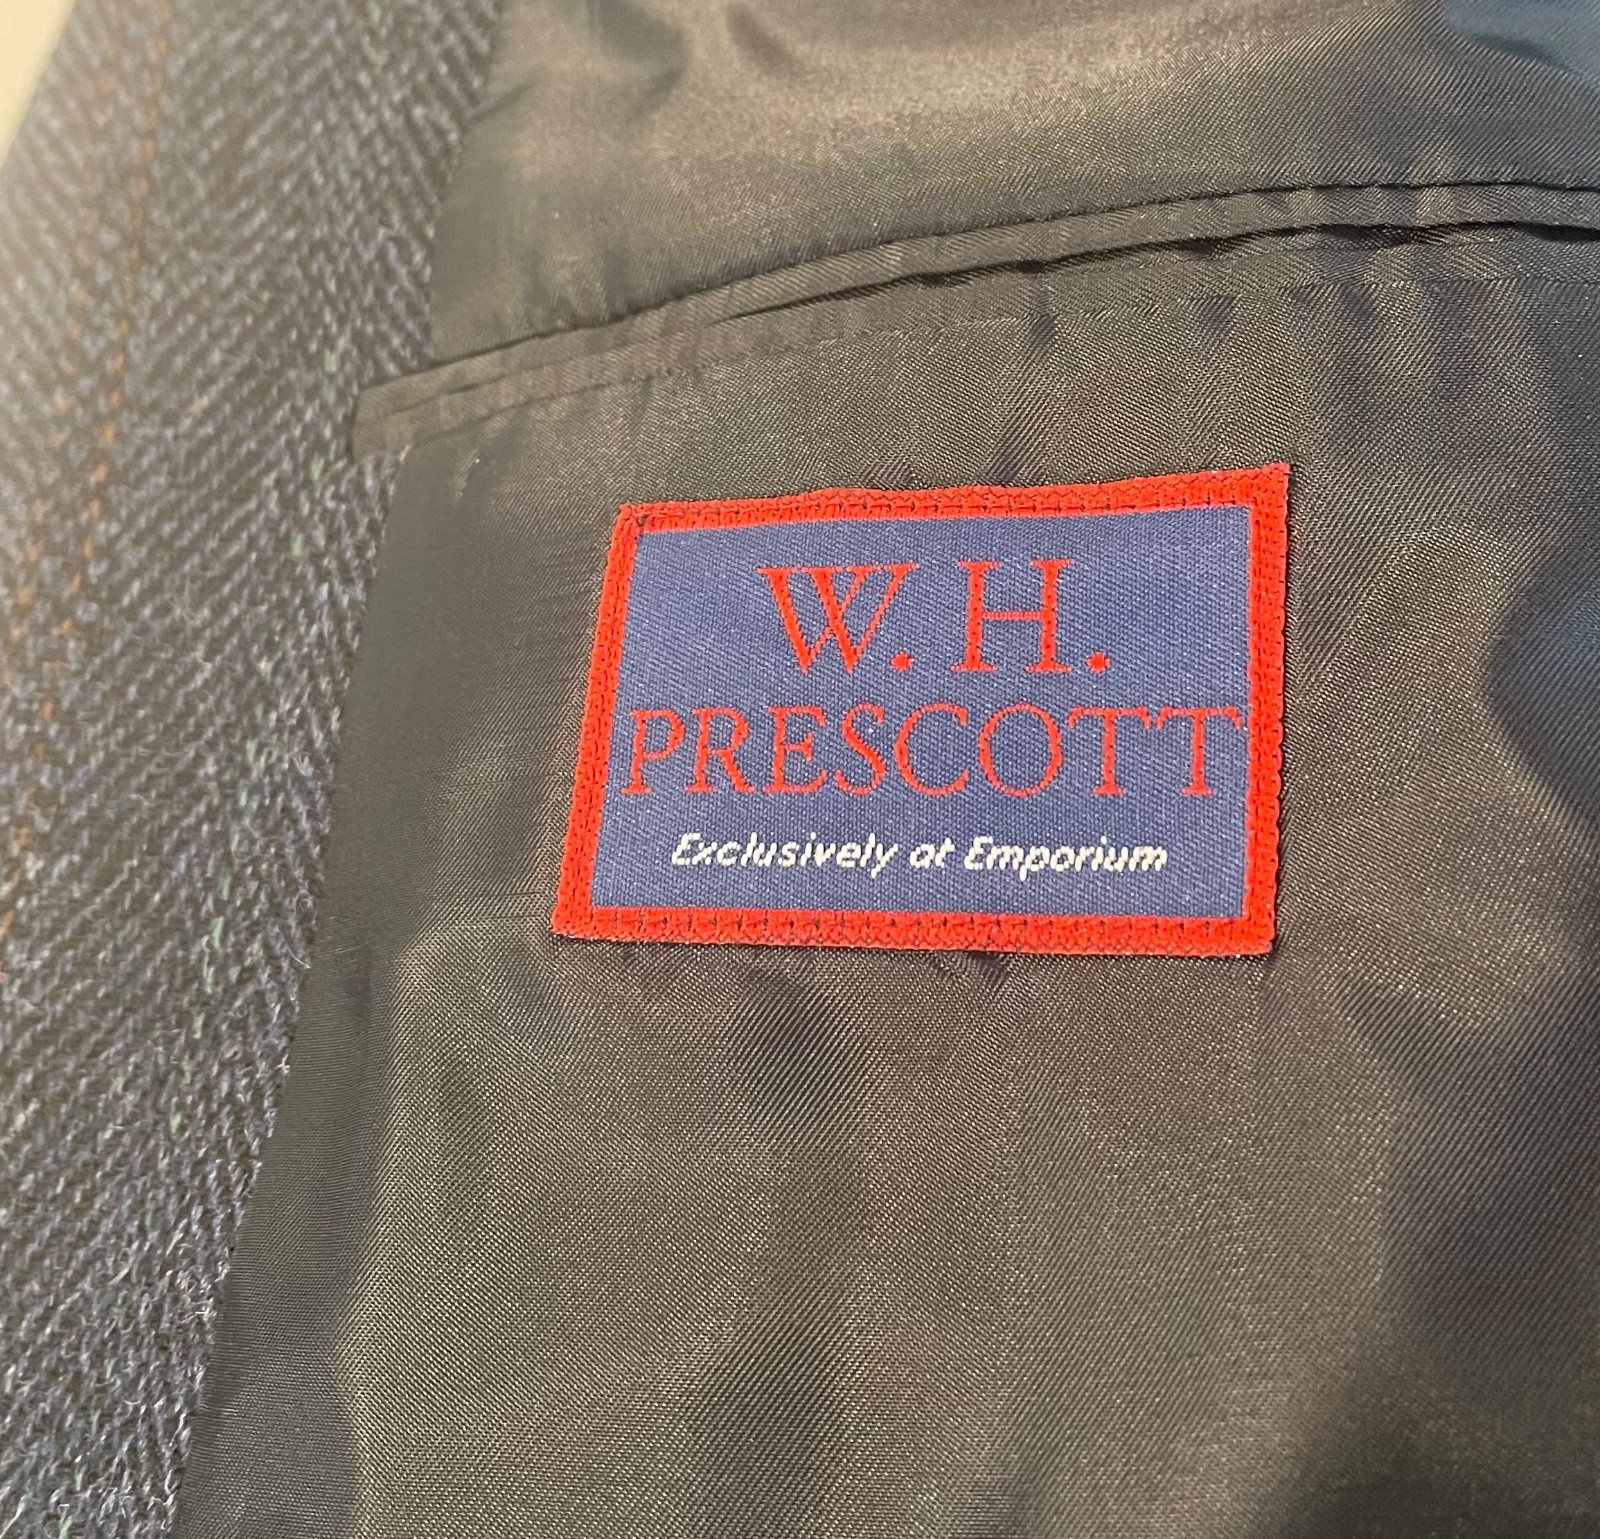 W. H.
PRESCOTT
Exclusively at Emporium